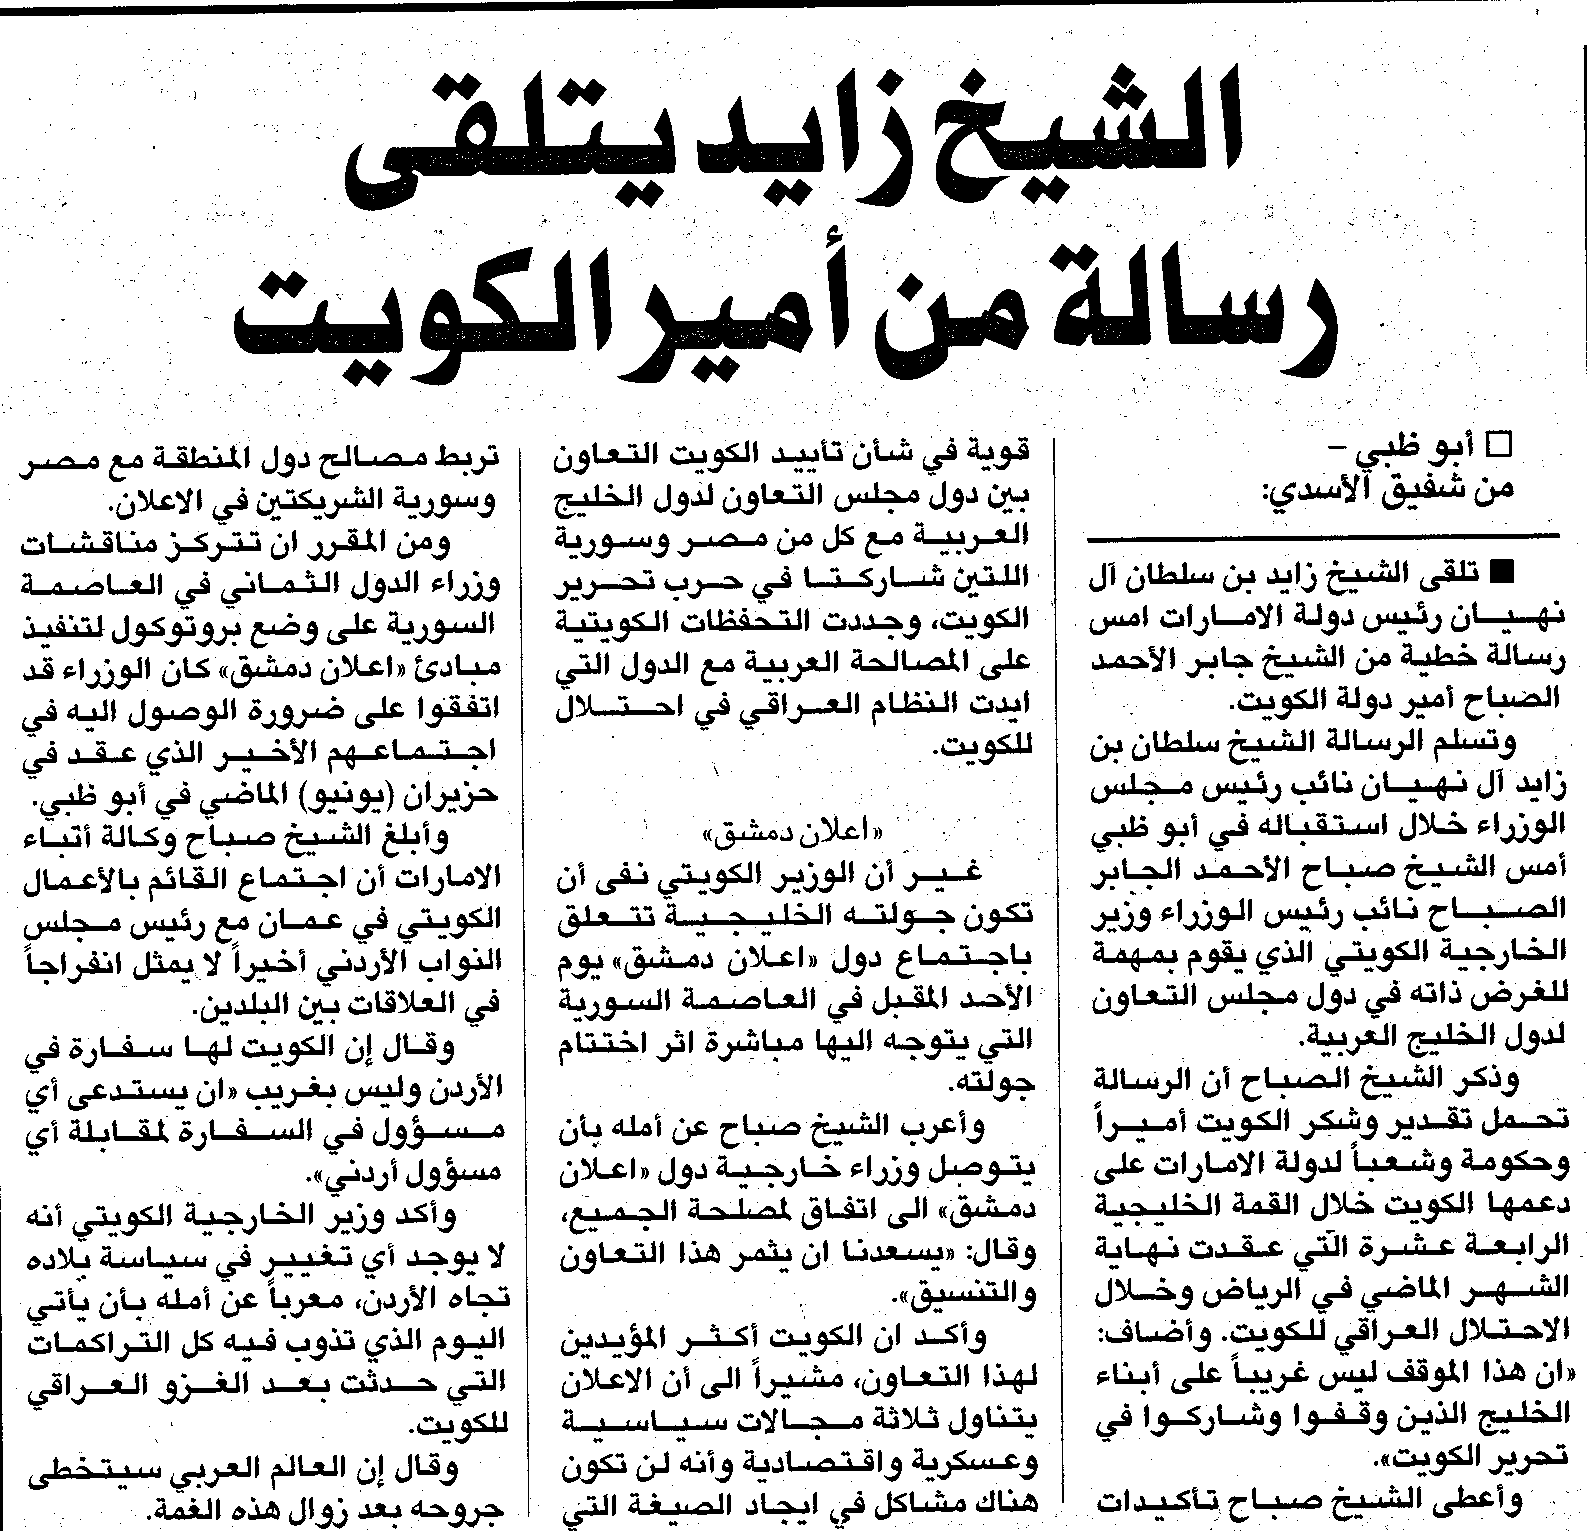 الشيخ زايد يتلقى
رسالة من أمير الكويت
□ أبو ظبي –
من شفيق الأسدي:
■ تلقى الشيخ زايد بن سلطان آل
نهيان رئيس دولة الامارات امس
رسالة خطية من الشيخ جابر الأحمد
الصباح أمير دولة الكويت.
وتسلم الرسالة الشيخ سلطان بن
زايد آل نهيان نائب رئيس مجلس
الوزراء خلال استقباله في أبو ظبي
أمس الشيخ صباح الأحمد الجابر
الصباح نائب رئيس الوزراء وزير
الخارجية الكويتي الذي يقوم بمهمة
للغرض ذاته في دول مجلس التعاون
لدول الخليج العربية.
وذكر الشيخ الصباح أن الرسالة
تحمل تقدير وشكر الكويت أميراً
وحكومة وشعباً لدولة الامارات على
دعمها الكويت خلال القمة الخليجية
الرابعة عشرة التي عقدت نهاية
الشهر الماضي في الرياض وخلال
الاحتلال العراقي للكويت. وأضاف:
«ان هذا الموقف ليس غريباً على أبناء
الخليج الذين وقفوا وشاركوا في
تحرير الكويت».
وأعطى الشيخ صباح تأكيدات
قوية في شأن تأييد الكويت التعاون
بين دول مجلس التعاون لدول الخليج
العربية مع كل من مصر وسورية
اللتين شاركتا في حرب تحرير
الكويت، وجددت التحفظات الكويتية
على المصالحة العربية مع الدول التي
ايدت النظام العراقي في احتلال
للكويت.
«اعلان دمشق»
غير أن الوزير الكويتي نفى أن
تكون جولته الخليجية تتعلق
باجتماع دول «اعلان دمشق» يوم
الأحد المقبل في العاصمة السورية
التي يتوجه اليها مباشرة اثر اختتام
جولته.
وأعرب الشيخ صباح عن أمله بأن
يتوصل وزراء خارجية دول «اعلان
دمشق» الى اتفاق لمصلحة الجميع،
وقال: «يسعدنا ان يثمر هذا التعاون
والتنسيق».
وأكد ان الكويت أكثر المؤيدين
لهذا التعاون، مشيراً الى أن الاعلان
يتناول ثلاثة مجالات سياسية
وعسكرية واقتصادية وأنه لن تكون
هناك مشاكل في ايجاد الصيغة التي
تربط مصالح دول المنطقة مع مصر
وسورية الشريكتين في الاعلان.
ومن المقرر ان تتركز مناقشات
وزراء الدول الثماني في العاصمة
السورية على وضع بروتوكول لتنفيذ
مبادئ «اعلان دمشق» كان الوزراء قد
اتفقوا على ضرورة الوصول اليه في
اجتماعهم الأخير الذي عقد في
حزيران (يونيو) الماضي في أبو ظبي.
وأبلغ الشيخ صباح وكالة أنباء
الامارات أن اجتماع القائم بالأعمال
الكويتي في عمان مع رئيس مجلس
النواب الأردني أخيراً لا يمثل انفراجاً
في العلاقات بين البلدين.
وقال إن الكويت لها سفارة في
الأردن وليس بغريب «ان يستدعى أي
مسؤول في السفارة لمقابلة أي
مسؤول أردني».
وأكد وزير الخارجية الكويتي أنه
لا يوجد أي تغيير في سياسة بلاده
تجاه الأردن، معرباً عن أمله بأن يأتي
اليوم الذي تذوب فيه كل التراكمات
التي حدثت بعد الغزو العراقي
للكويت.
وقال إن العالم العربي سيتخطى
جروحه بعد زوال هذه الغمة.